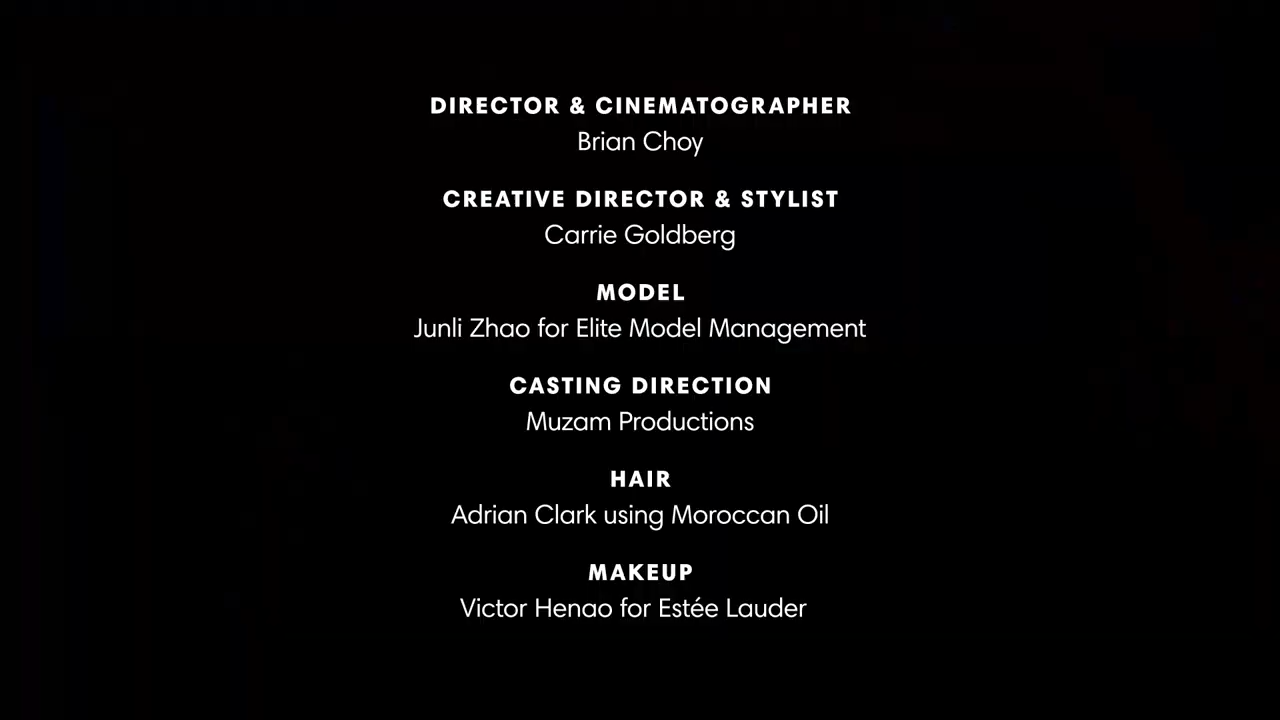 DIRECTOR & CINEMATOGRAPHER
Brian Choy
CREATIVE DIRECTOR & STYLIST
Carrie Goldberg
MODEL
Junli Zhao for Elite Model Management
CASTING DIRECTION
Muzam Productions
HAIR
Adrian Clark using Moroccan Oil
MAKEUP
Victor Henao for Estée Lauder